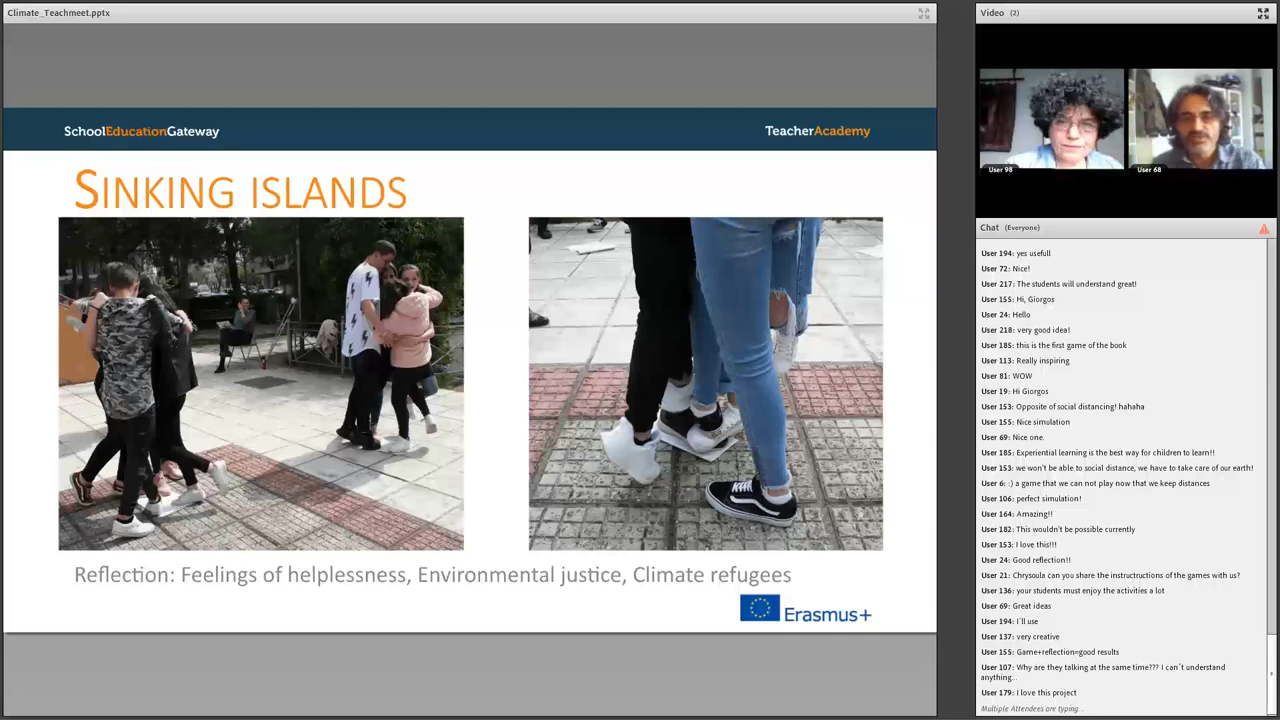 Climate_Teachmeet.pptx
SchoolEducationGateway
TeacherAcademy
SINKING ISLANDS
Reflection: Feelings of helplessness, Environmental justice, Climate refugees
Erasmus+
Video (2)
User 98
User 68
Chat (Everyone)
User 194: yes usefull
User 72: Nice!
User 217: The students will understand great!
User 155: Hi, Giorgos
User 24: Hello
User 218: very good idea!
User 185: this is the first game of the book
User 113: Really inspiring
User 81: WOW
User 19: Hi Giorgos
User 153: Opposite of social distancing! hahaha
User 155: Nice simulation
User 69: Nice one.
User 185: Experiential learning is the best way for children to learn!!
User 153: we won't be able to social distance, we have to take care of our earth!
User 6: :) a game that we can not play now that we keep distances
User 106: perfect simulation!
User 164: Amazing!!
User 182: This wouldn't be possible currently
User 153: I love this!!!
User 24: Good reflection!!
User 21: Chrysoula can you share the instructructions of the games with us?
User 136: your students must enjoy the activities a lot
User 69: Great ideas
User 194: I´ll use
User 137: very creative
User 155: Game+reflection=good results
User 107: Why are they talking at the same time??? I can´t understand
anything...
User 179: I love this project
Multiple Attendees are typing...